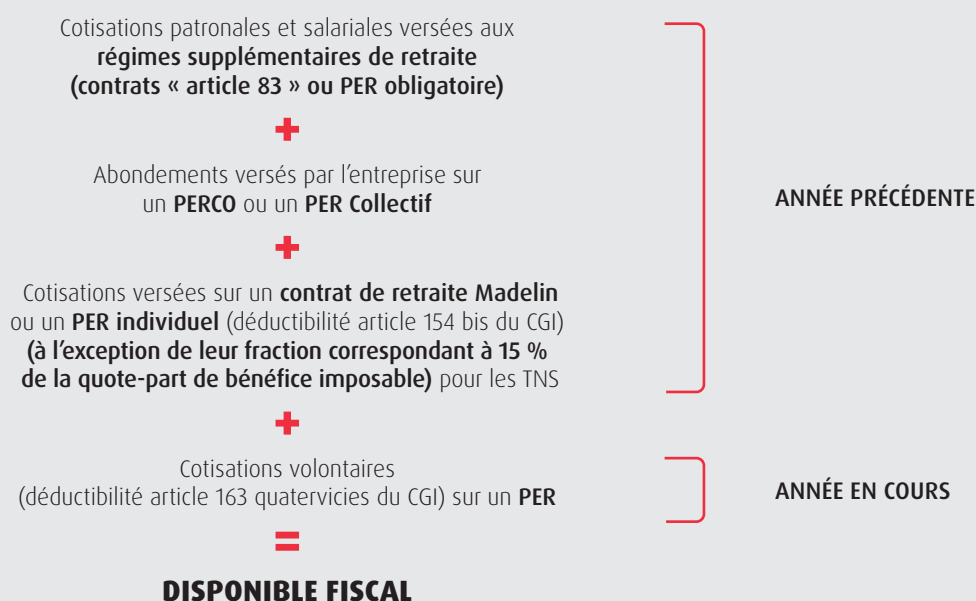 Cotisations patronales et salariales versées aux
régimes supplémentaires de retraite
(contrats « article 83 » ou PER obligatoire)
+
Abondements versés par l'entreprise sur
un PERCO ou un PER Collectif
+
Cotisations versées sur un contrat de retraite Madelin
ou un PER individuel (déductibilité article 154 bis du CGI)
(à l'exception de leur fraction correspondant à 15 %
de la quote-part de bénéfice imposable) pour les TNS
ANNÉE PRÉCÉDENTE
+
Cotisations volontaires
(déductibilité article 163 quatervicies du CGI) sur un PER
ANNÉE EN COURS
=
DISPONIBLE FISCAL